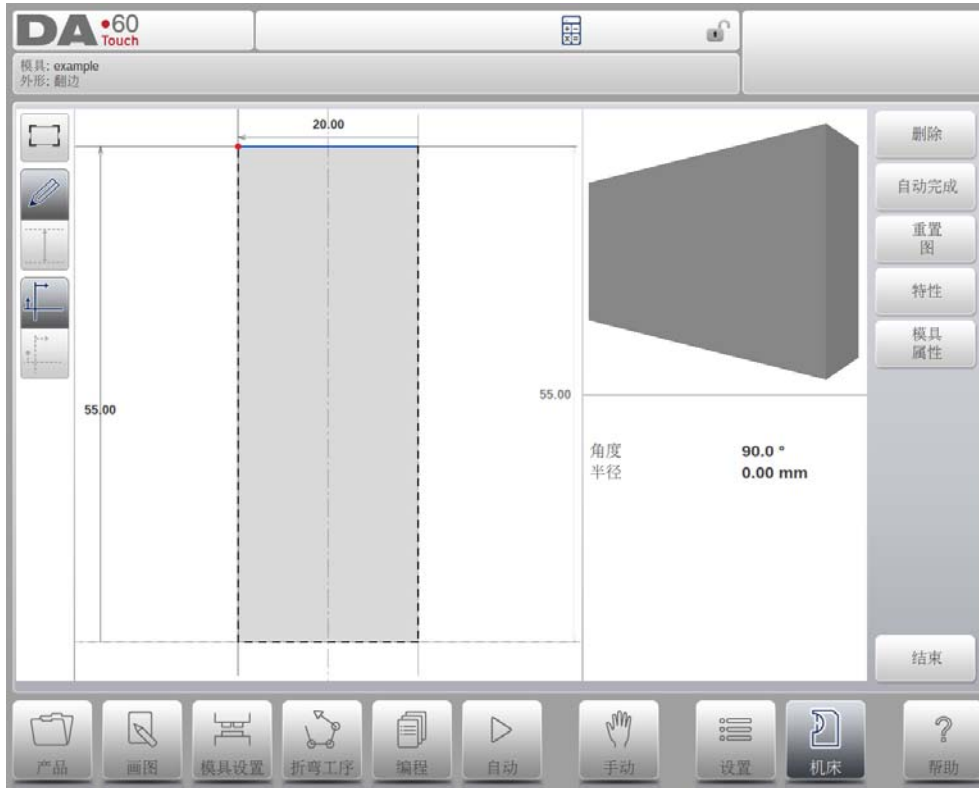 DA•60
Touch
模具: example
外形: 翻边
20.00
55.00
55.00
角度 90.0 °
半径 0.00 mm
删除
自动完成
重置
图
特性
模具
属性
结束
产品
画图
模具设置
折弯工序
编程
自动
手动
设置
机床
帮助